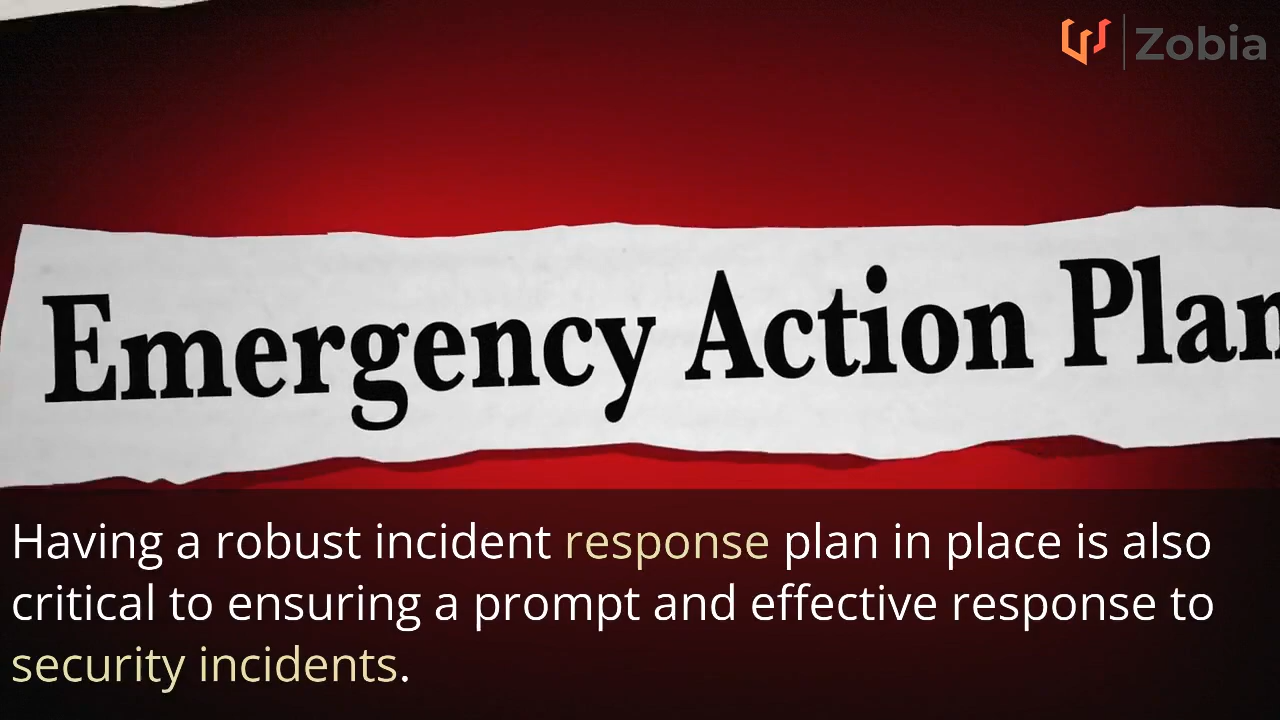 Zobia
Emergency Action Plan
Having a robust incident response plan in place is also
critical to ensuring a prompt and effective response to
security incidents.